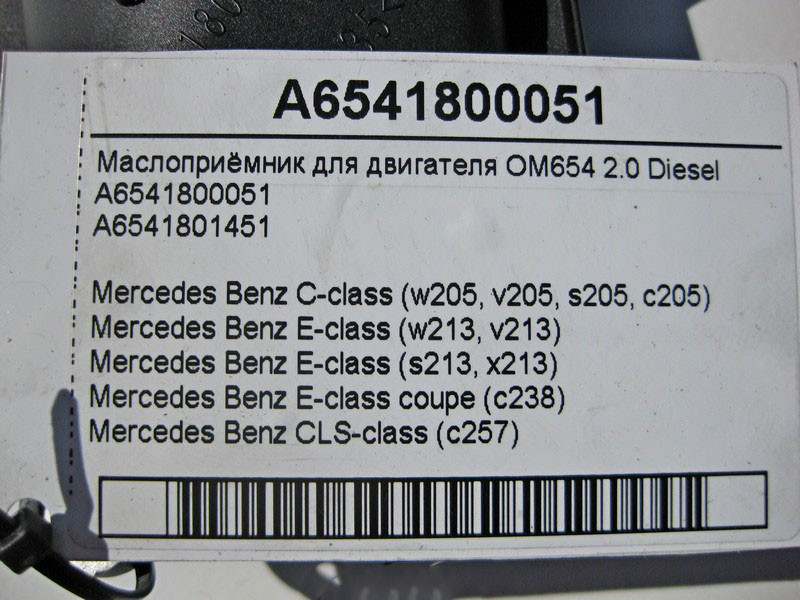 A6541800051
Маслоприёмник для двигателя OM654 2.0 Diesel
A6541800051
A6541801451
Mercedes Benz C-class (w205, v205, s205, c205)
Mercedes Benz E-class (w213, v213)
Mercedes Benz E-class (s213, x213)
Mercedes Benz E-class coupe (c238)
Mercedes Benz CLS-class (c257)